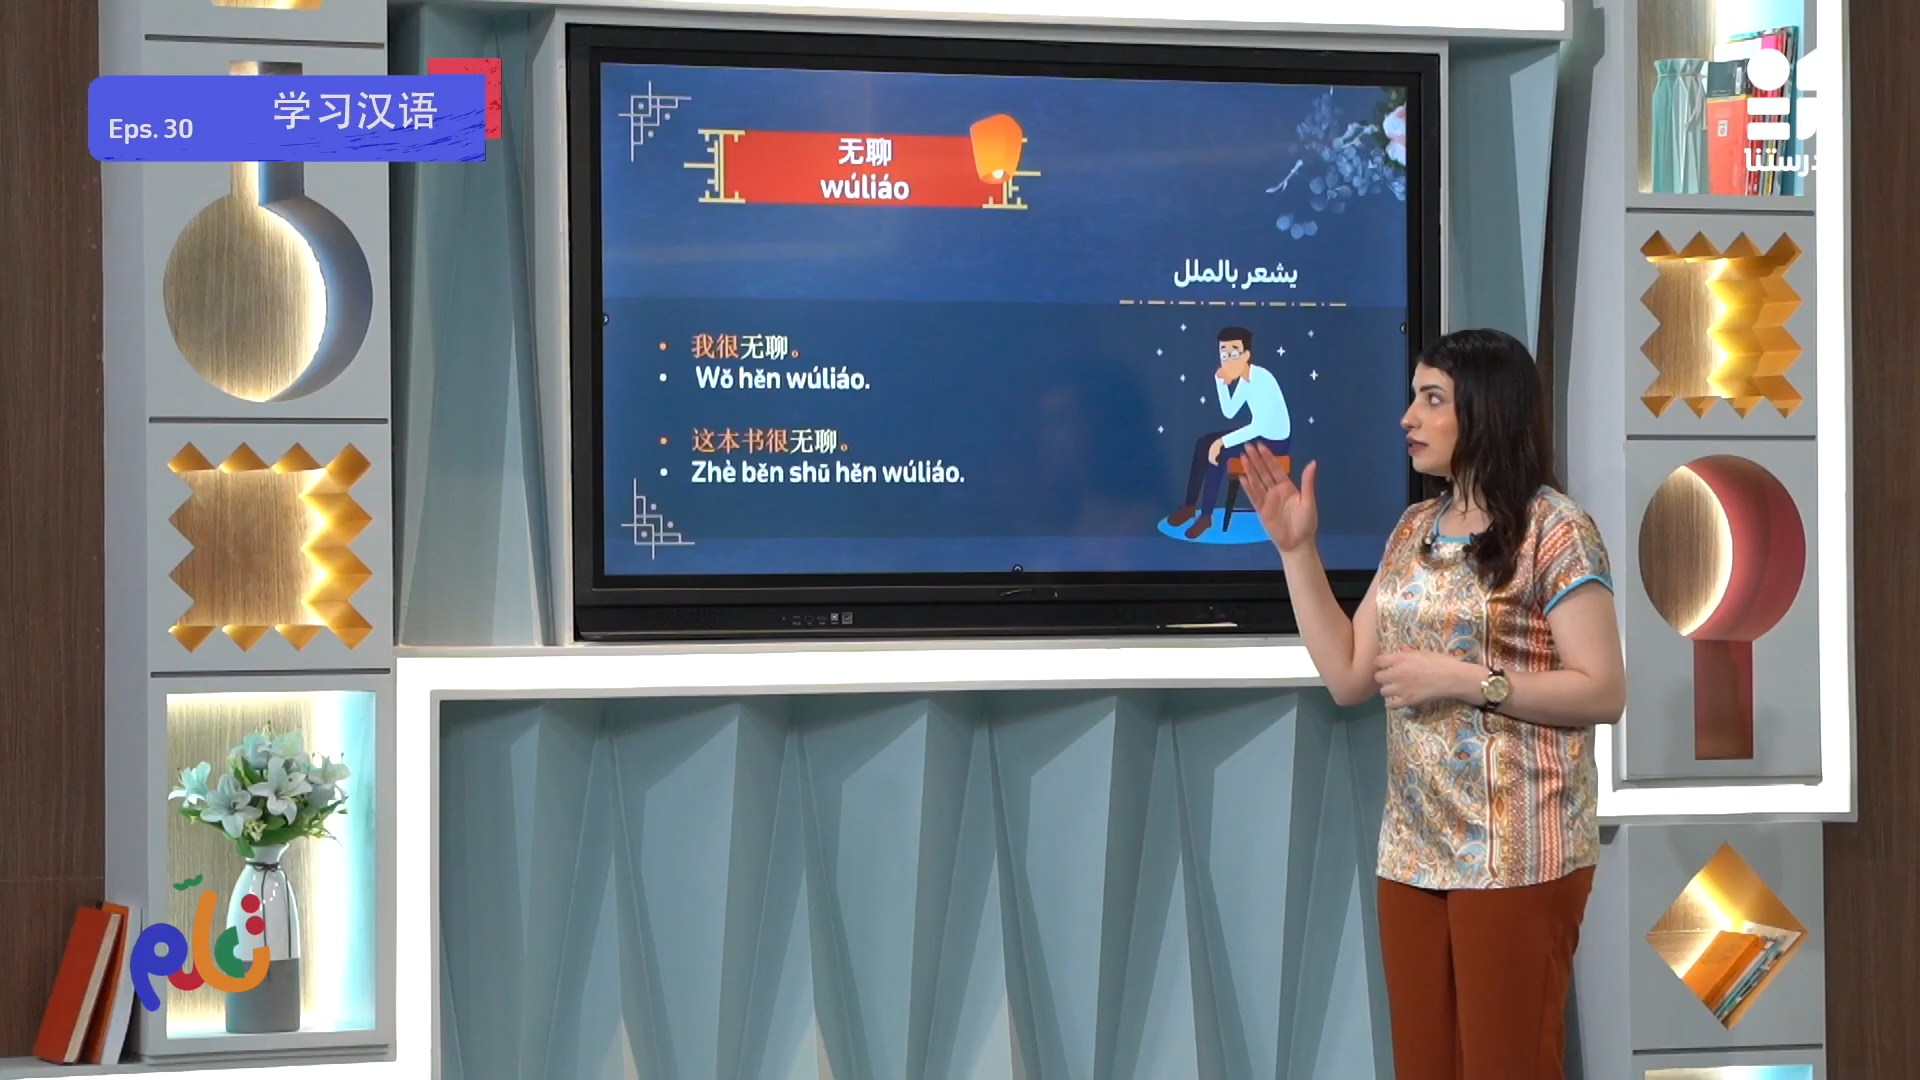 Eps. 30
学习汉语
درستنا
无聊
wúliáo
يشعر بالملل
• 我很无聊。
• Wǒ hěn wúliáo.
• 这本书很无聊。
• Zhè běn shū hěn wúliáo.